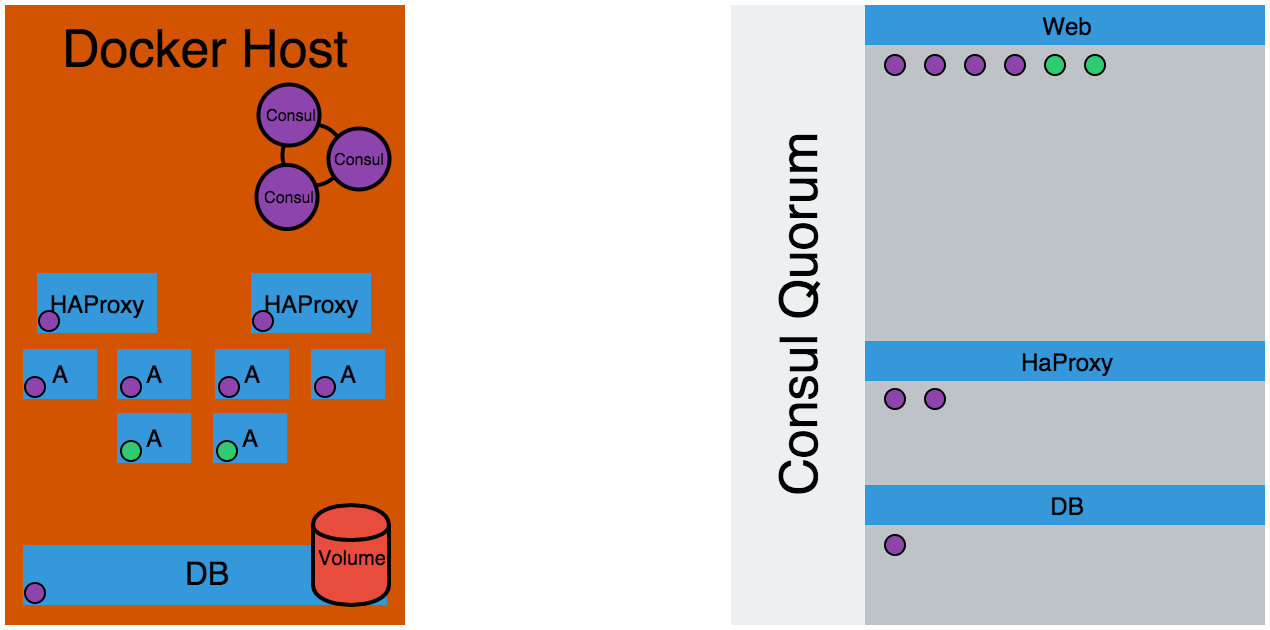 Docker Host
Consul
Consul
Consul
HAProxy
HAProxy
A
A
A
A
A
A
DB
Volume
Consul Quorum
Web
HaProxy
DB